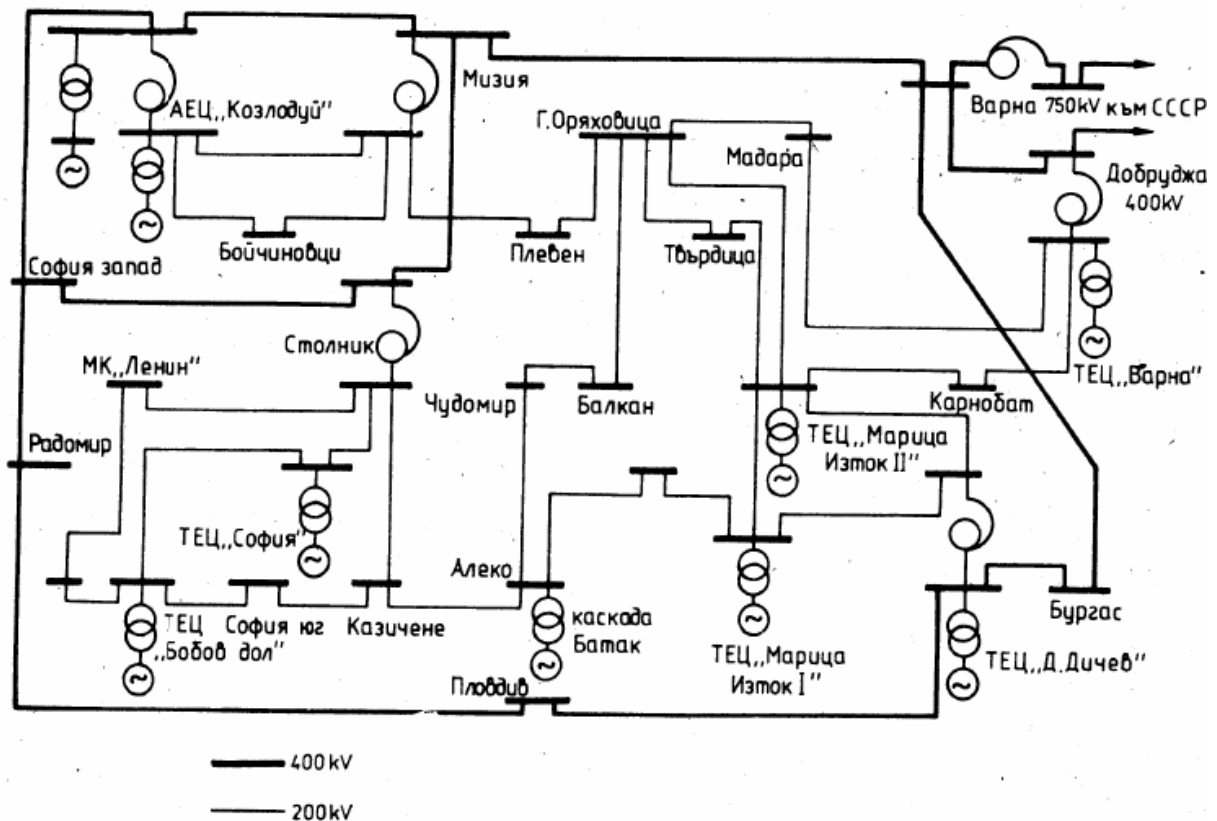 Мизия
Варна 750kV към СССР
АЕЦ „Козлодуй"
Г.Оряховица
Мадара
Добруджа
400kV
Бойчиновци
Плевен
Твърдица
София запад
Столник
МК„Ленин"
Чудомир
Балкан
Карнобат
ТЕЦ„Варна"
Радомир
ТЕЦ„Марица
Изток II"
ТЕЦ„София"
Алеко
каскада
Батак
ТЕЦ
„Бобов дол"
София юг
Казичене
ТЕЦ„Марица
Изток I"
Бургас
ТЕЦ„Д.Дичев"
Пловдив
400kV
200kV